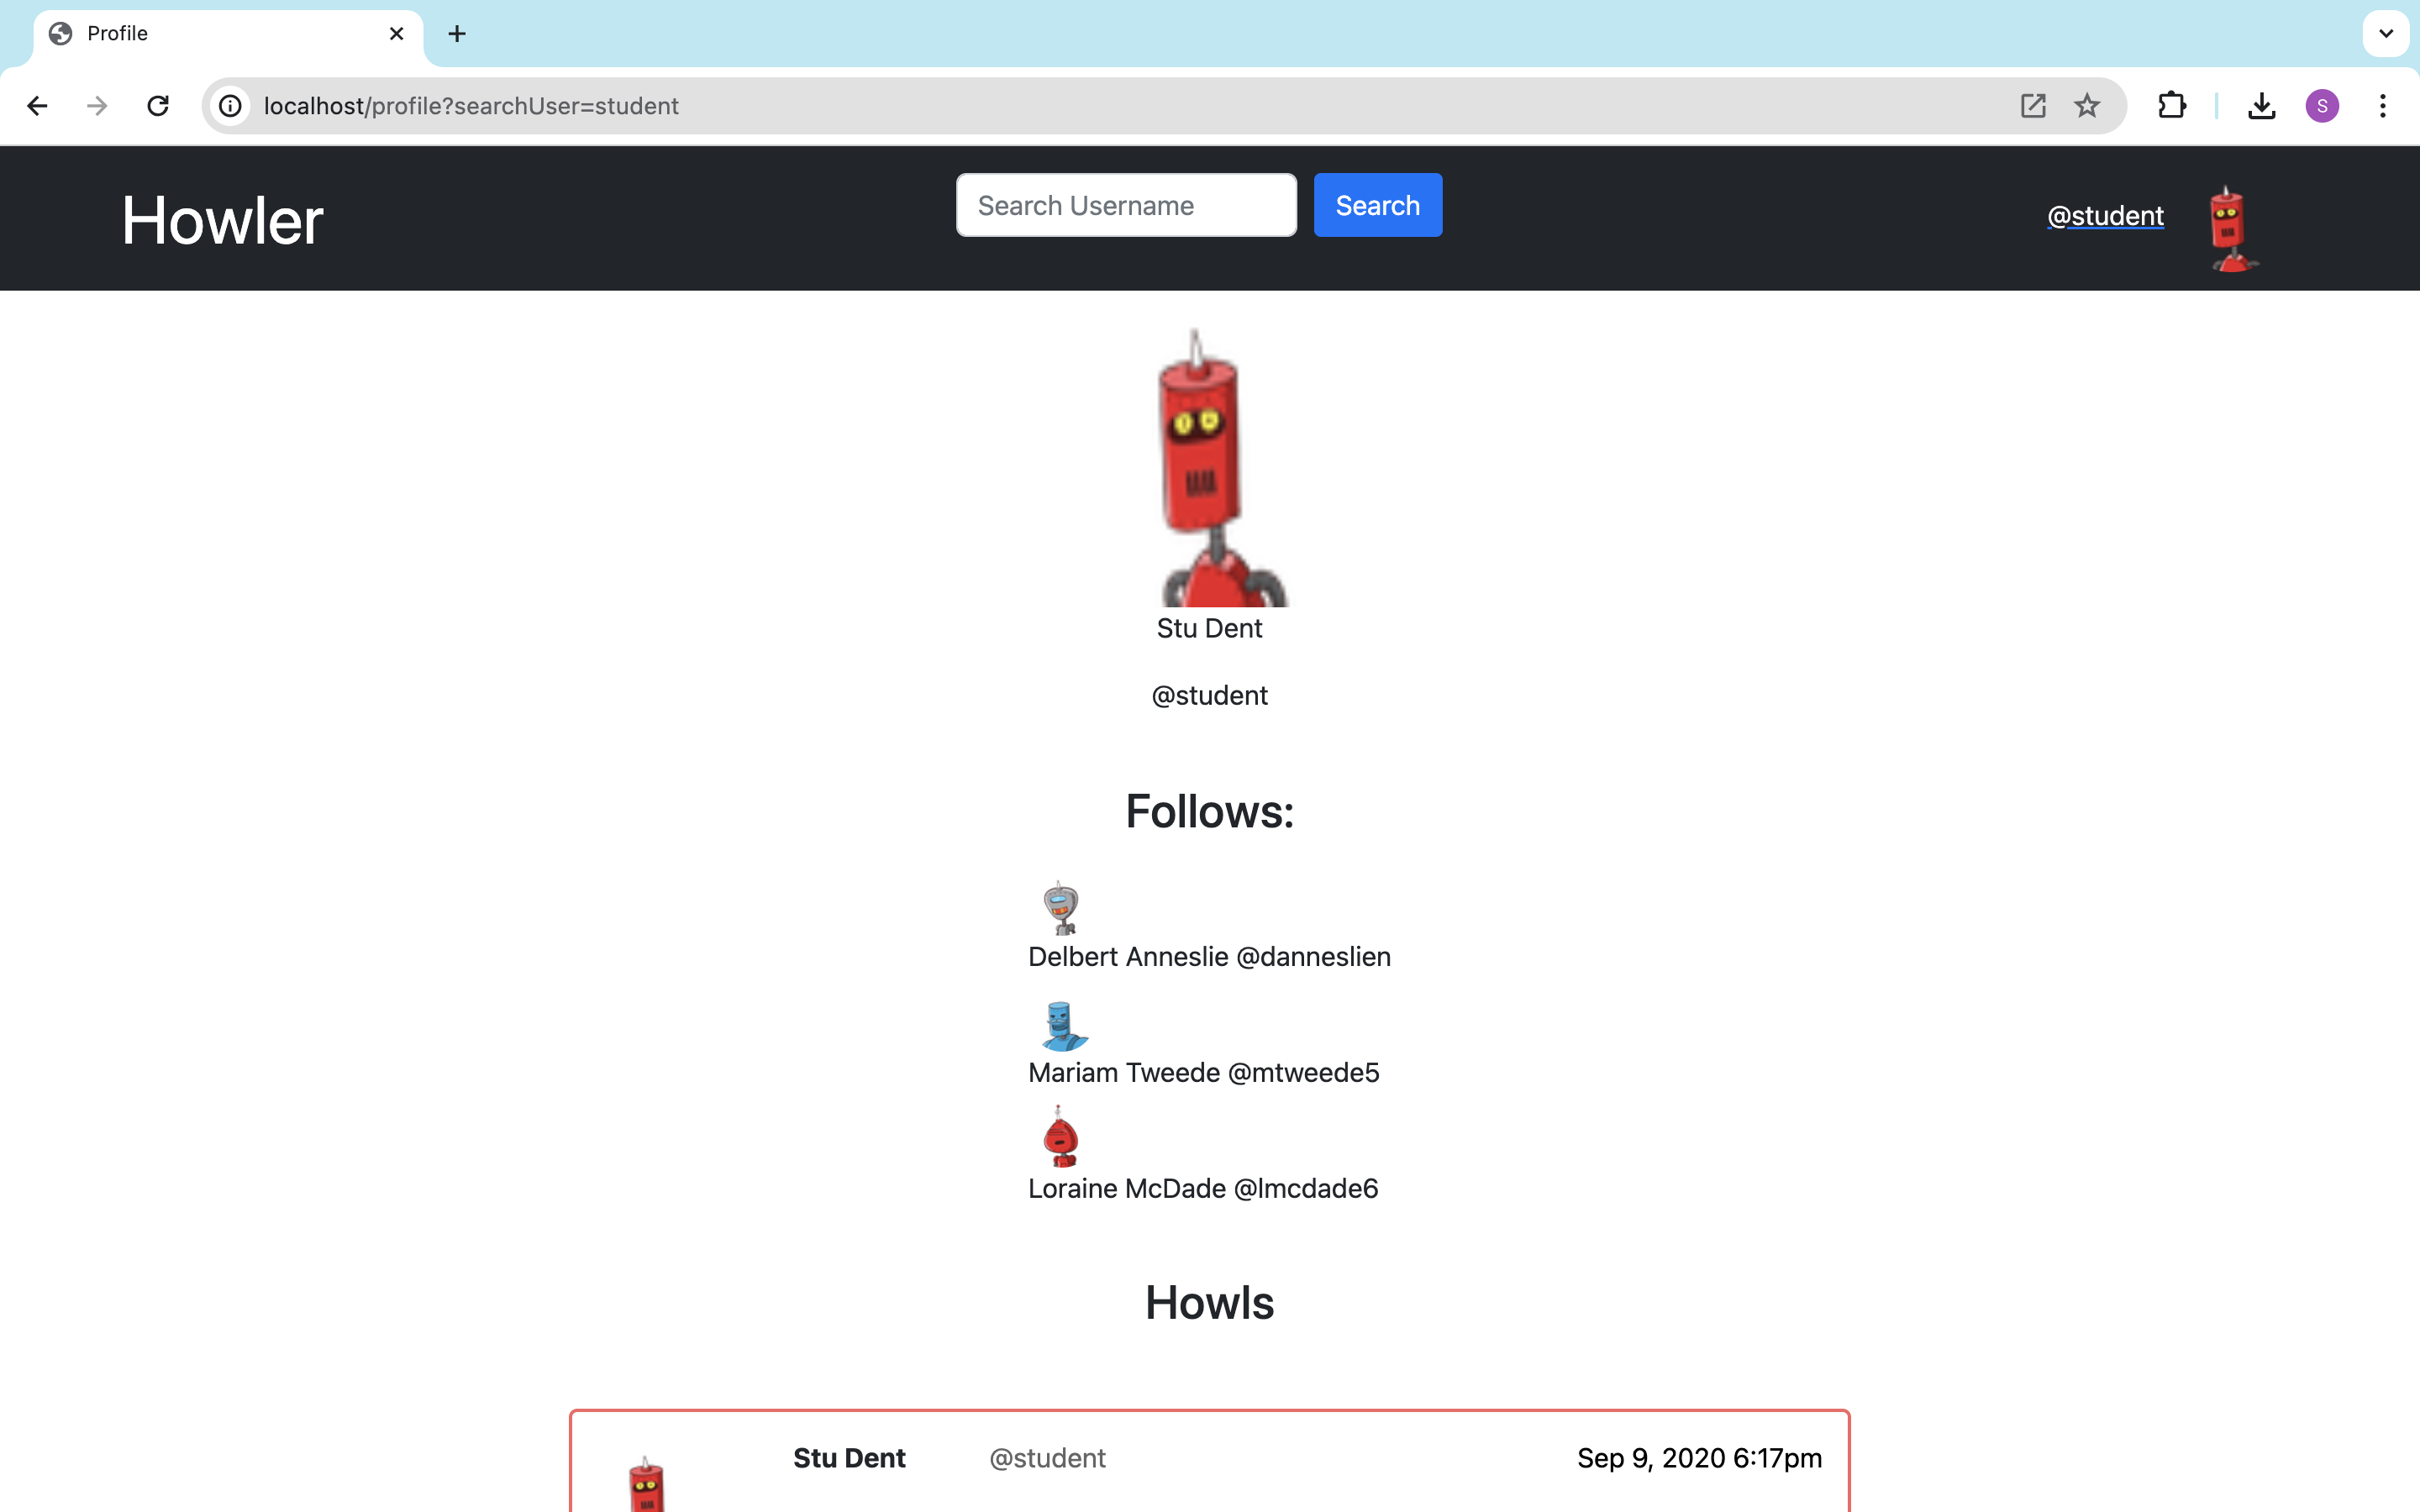 Profile
localhost/profile?searchUser=student
S
Howler
Search Username
Search
@student
Stu Dent
@student
Follows:
Delbert Anneslie @danneslien
Mariam Tweede @mtweede5
Loraine McDade @lmcdade6
Howls
Stu Dent @student Sep 9, 2020 6:17pm